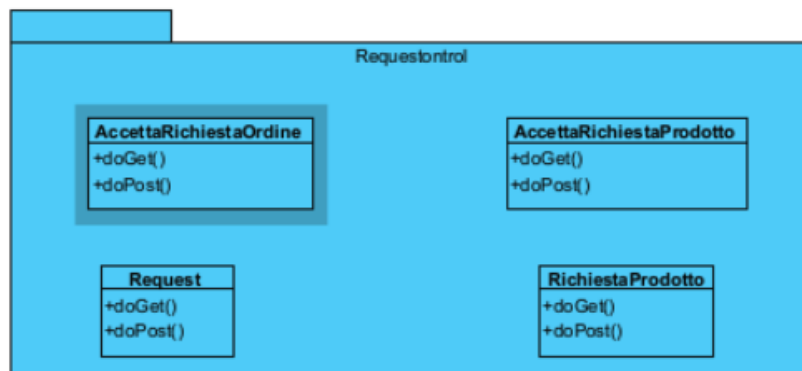 Requestontrol
AccettaRichiestaOrdine
+doGet()
+doPost()
AccettaRichiestaProdotto
+doGet()
+doPost()
Request
+doGet()
+doPost()
RichiestaProdotto
+doGet()
+doPost()